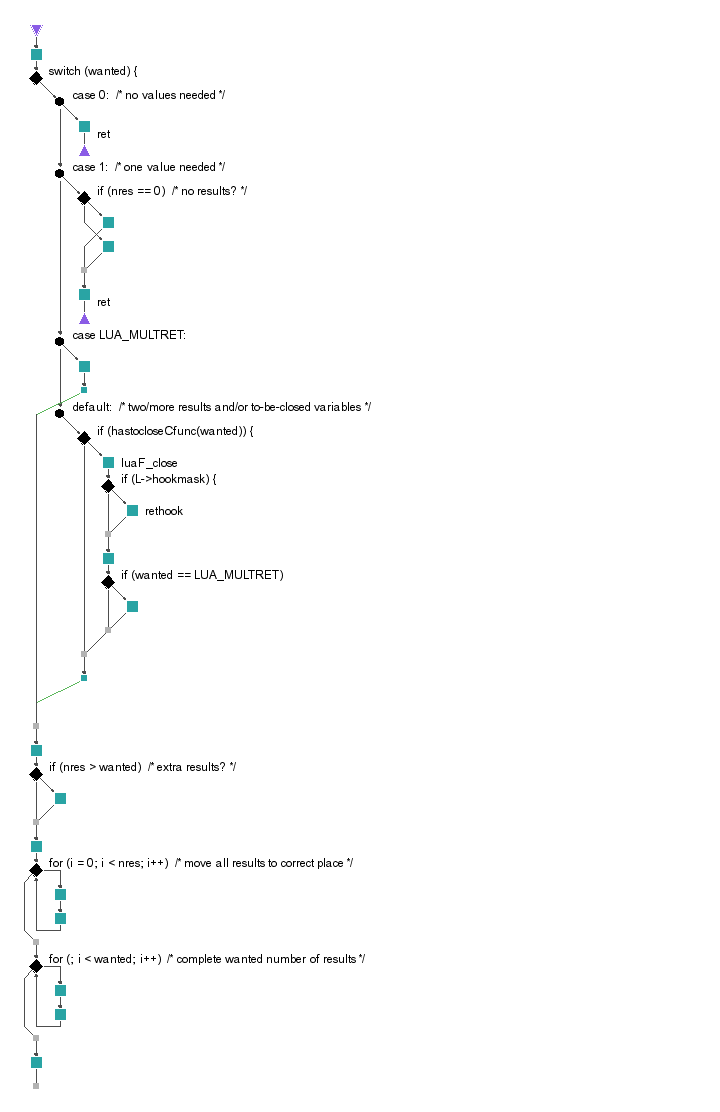 switch (wanted) {
case 0:  /* no values needed */
ret
case 1:  /* one value needed */
if (nres == 0)  /* no results? */
ret
case LUA_MULTRET:
default:  /* two/more results and/or to-be-closed variables */
if (hastocloseCfunc(wanted)) {
luaF_close
if (L->hookmask) {
rethook
if (wanted == LUA_MULTRET)
if (nres > wanted)  /* extra results? */
for (i = 0; i < nres; i++)  /* move all results to correct place */
for (; i < wanted; i++)  /* complete wanted number of results */